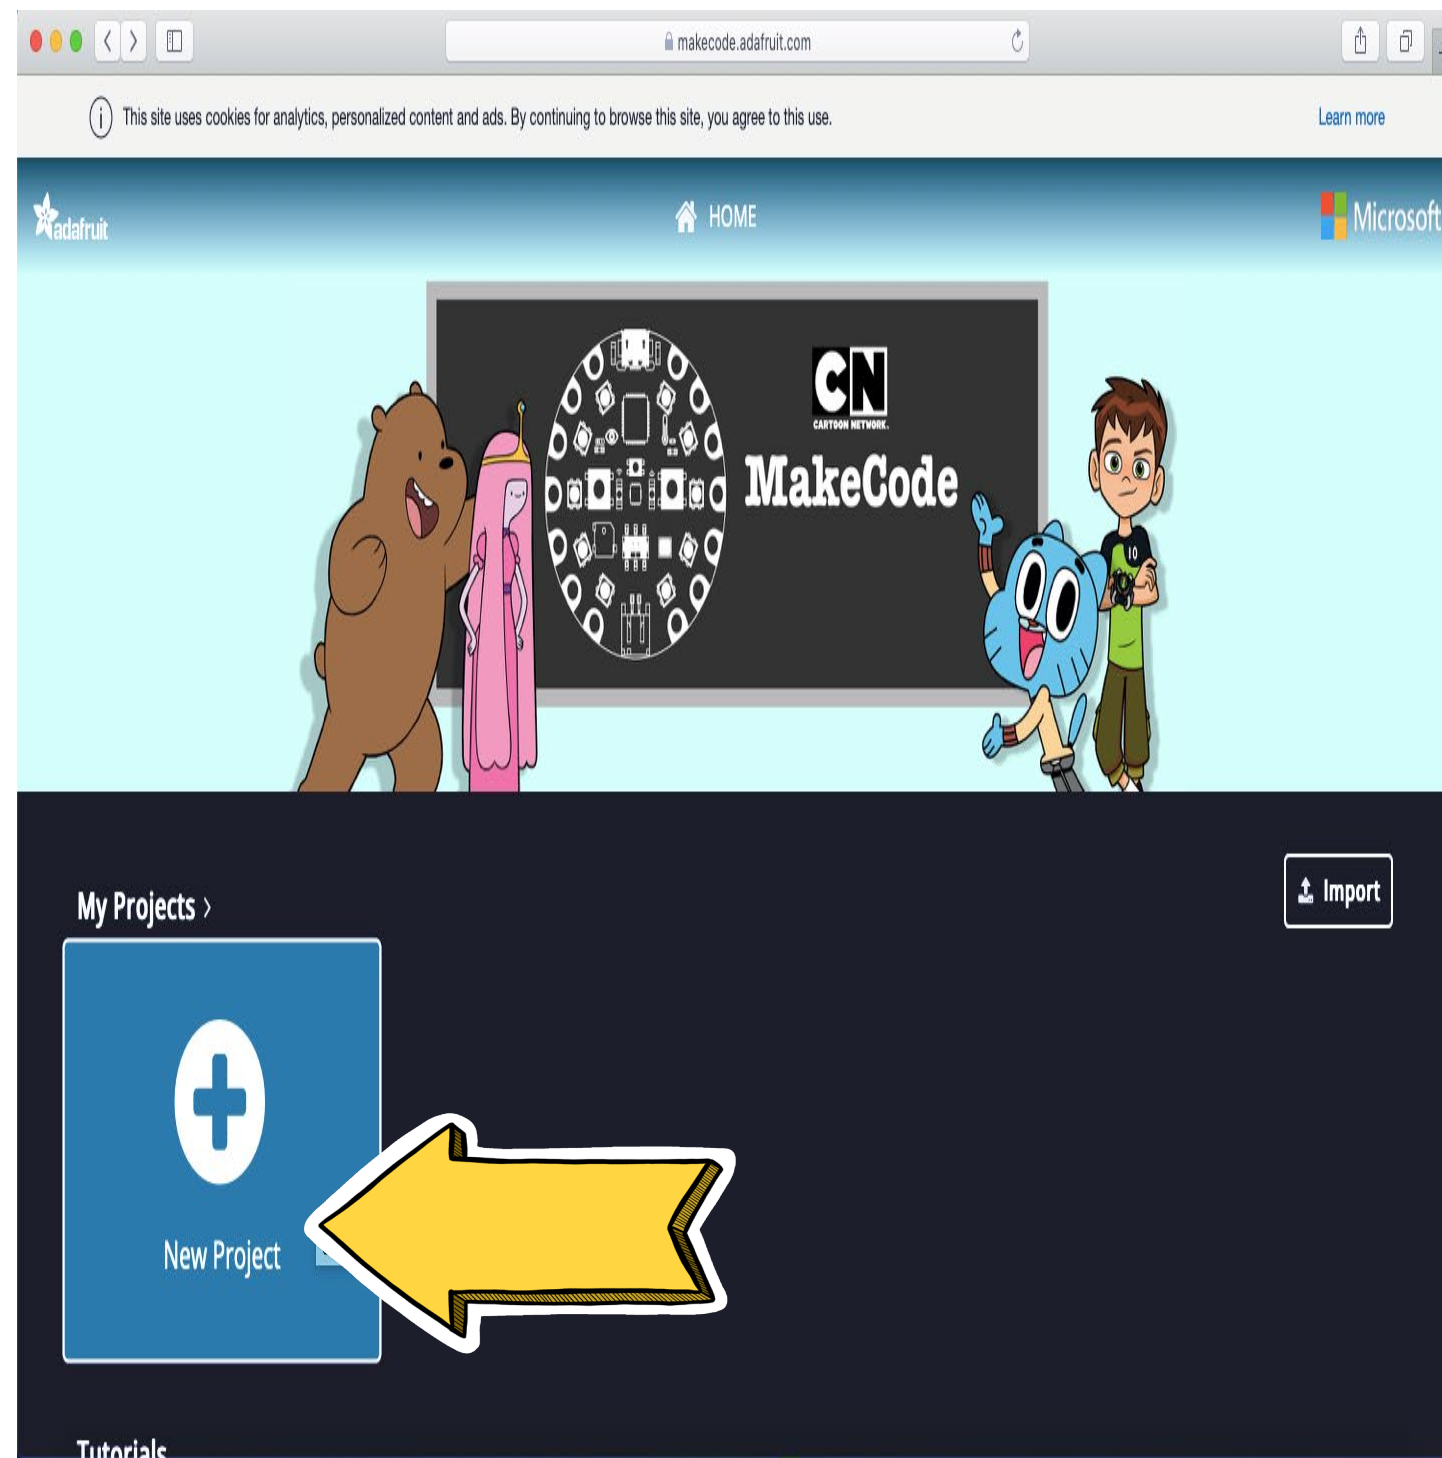 makecode.adafruit.com
This site uses cookies for analytics, personalized content and ads. By continuing to browse this site, you agree to this use.
Learn more
adafruit
HOME
Microsoft
CN
CARTOON NETWORK.
MakeCode
10
My Projects >
Import
New Project
Tutorials